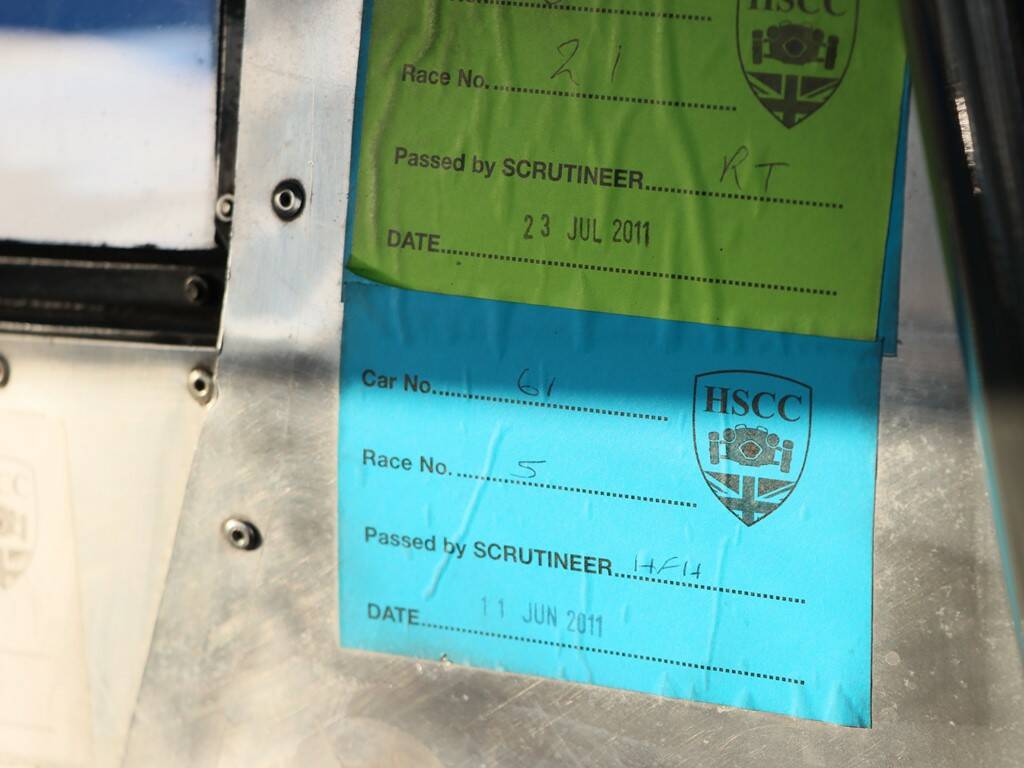 No.
HSCC
Race No. 21
Passed by SCRUTINEER RT
DATE 23 JUL 2011
Car No. 61
HSCC
Race No. 5
Passed by SCRUTINEER HFH
DATE 11 JUN 2011